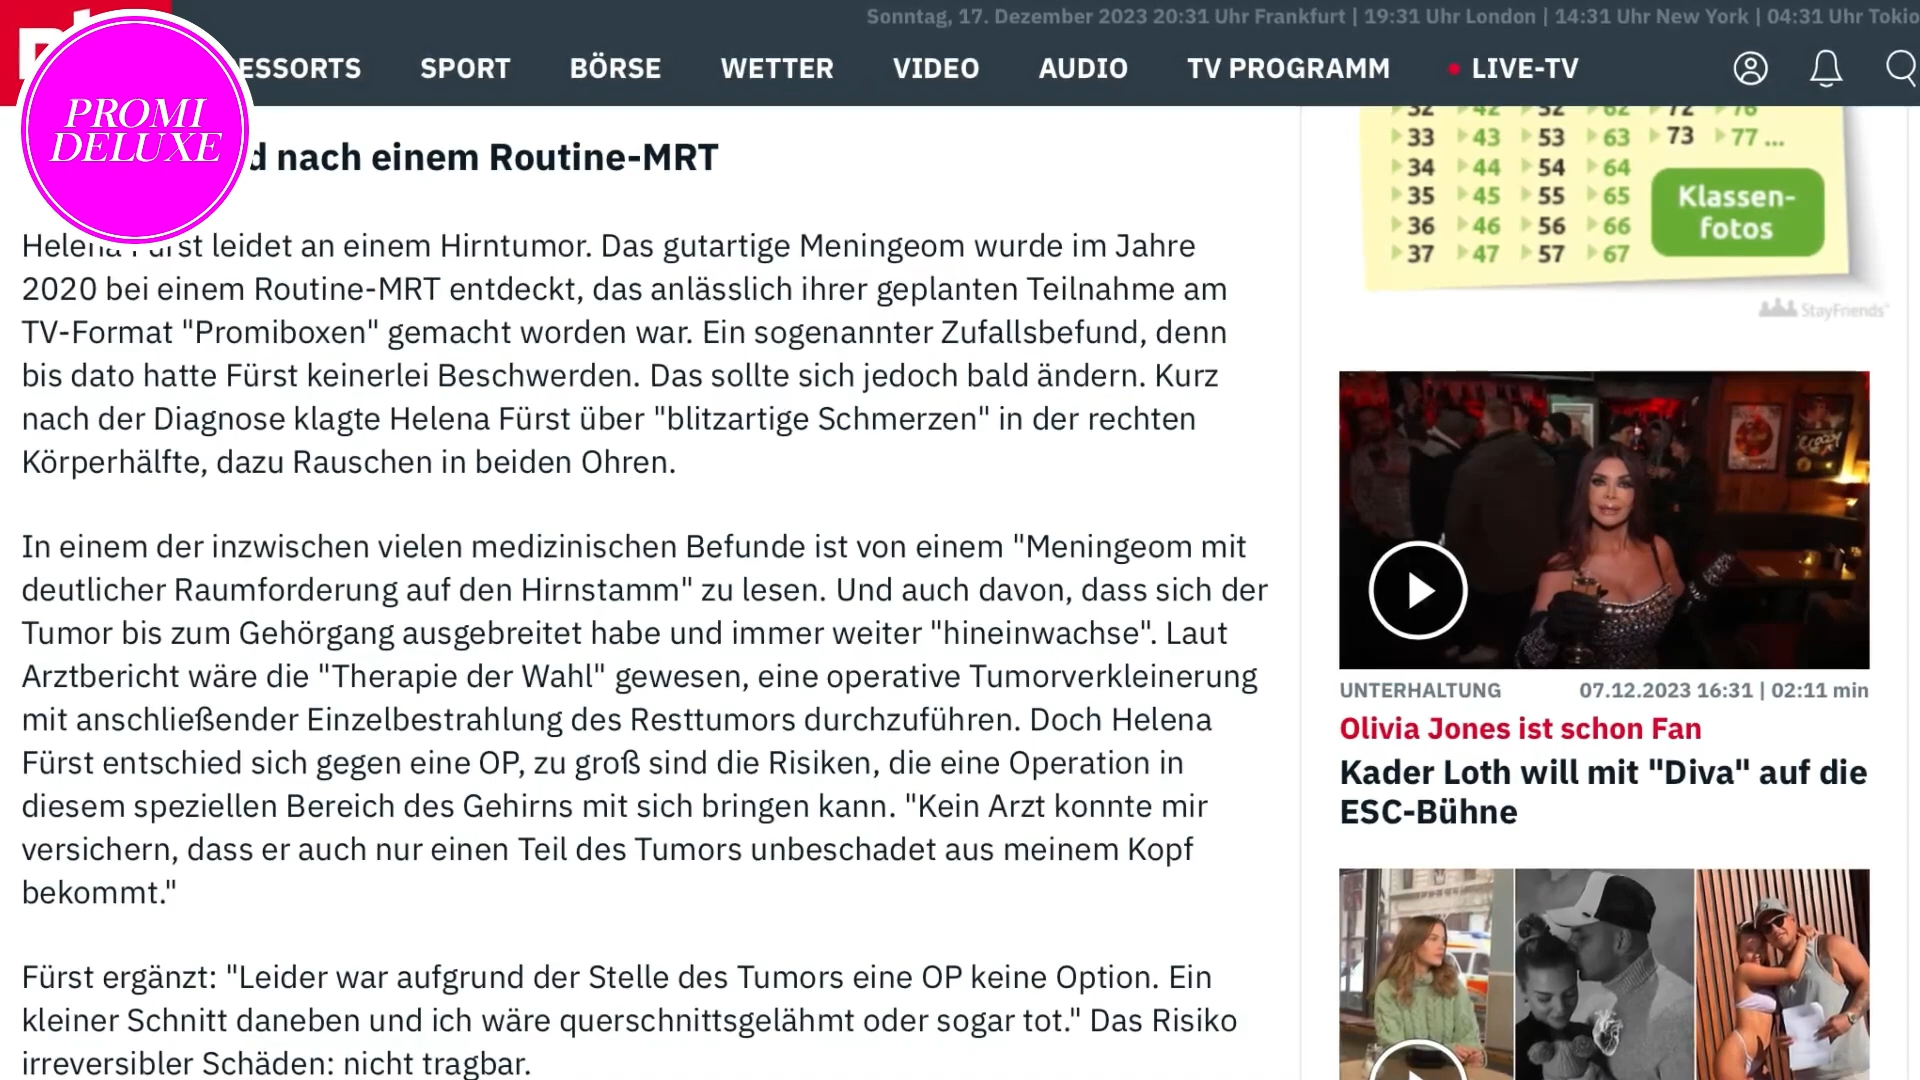 Sonntag, 17. Dezember 2023 20:31 Uhr Frankfurt | 19:31 Uhr London | 14:31 Uhr New York | 04:31 Uhr Tokio
ESSORTS SPORT BÖRSE WETTER VIDEO AUDIO TV PROGRAMM LIVE-TV
PROMI
DELUXE
d nach einem Routine-MRT
Helena Fürst leidet an einem Hirntumor. Das gutartige Meningeom wurde im Jahre
2020 bei einem Routine-MRT entdeckt, das anlässlich ihrer geplanten Teilnahme am
TV-Format "Promiboxen" gemacht worden war. Ein sogenannter Zufallsbefund, denn
bis dato hatte Fürst keinerlei Beschwerden. Das sollte sich jedoch bald ändern. Kurz
nach der Diagnose klagte Helena Fürst über "blitzartige Schmerzen" in der rechten
Körperhälfte, dazu Rauschen in beiden Ohren.
In einem der inzwischen vielen medizinischen Befunde ist von einem "Meningeom mit
deutlicher Raumforderung auf den Hirnstamm" zu lesen. Und auch davon, dass sich der
Tumor bis zum Gehörgang ausgebreitet habe und immer weiter "hineinwachse". Laut
Arztbericht wäre die "Therapie der Wahl" gewesen, eine operative Tumorverkleinerung
mit anschließender Einzelbestrahlung des Resttumors durchzuführen. Doch Helena
Fürst entschied sich gegen eine OP, zu groß sind die Risiken, die eine Operation in
diesem speziellen Bereich des Gehirns mit sich bringen kann. "Kein Arzt konnte mir
versichern, dass er auch nur einen Teil des Tumors unbeschadet aus meinem Kopf
bekommt."
Fürst ergänzt: "Leider war aufgrund der Stelle des Tumors eine OP keine Option. Ein
kleiner Schnitt daneben und ich wäre querschnittsgelähmt oder sogar tot." Das Risiko
irreversibler Schäden: nicht tragbar.
32 42 52 62 72 76
33 43 53 63 73 77 ...
34 44 54 64
35 45 55 65
36 46 56 66
37 47 57 67
Klassen-
fotos
StayFriends
UNTERHALTUNG 07.12.2023 16:31 | 02:11 min
Olivia Jones ist schon Fan
Kader Loth will mit "Diva" auf die
ESC-Bühne